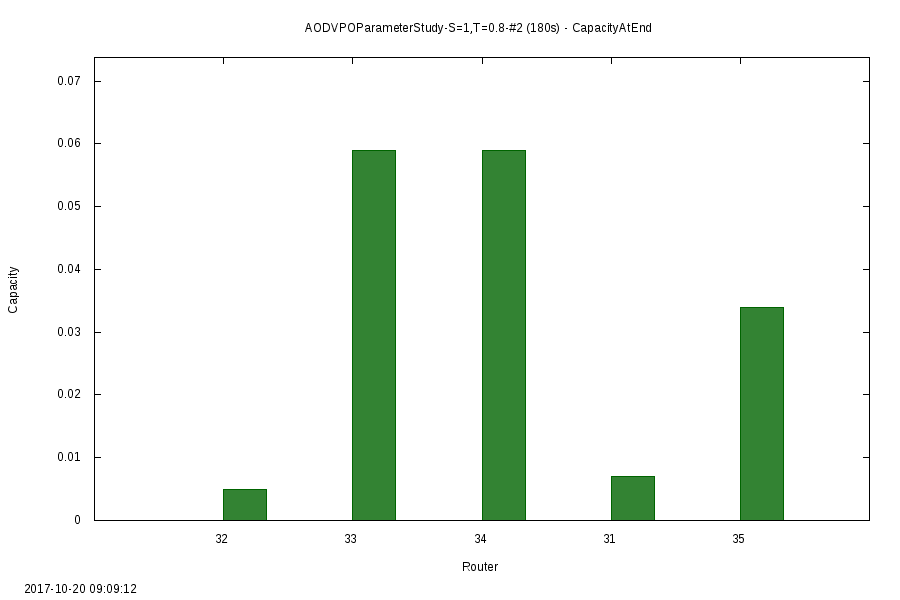 AODVPOParameterStudy-S=1,T=0.8-#2 (180s) - CapacityAtEnd
0.07
0.06
0.05
0.04
0.03
0.02
0.01
0
Capacity
32 33 34 31 35
Router
2017-10-20 09:09:12